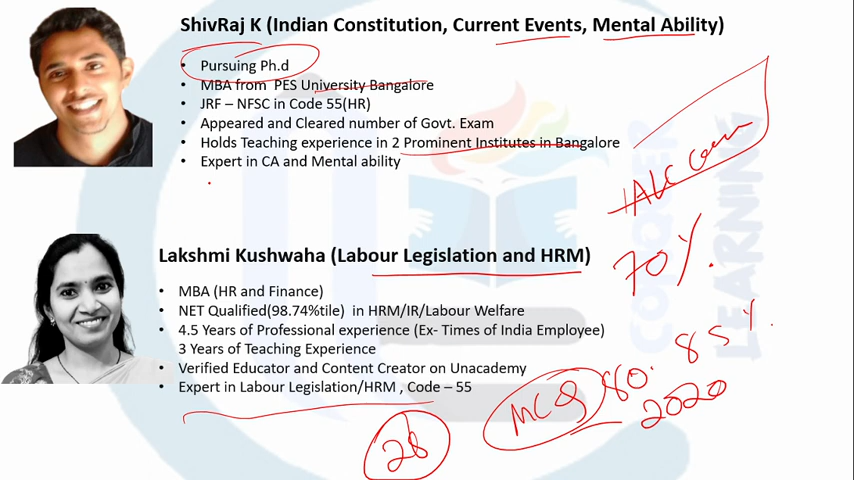 ShivRaj K (Indian Constitution, Current Events, Mental Ability)
• Pursuing Ph.d
• MBA from PES University Bangalore
• JRF – NFSC in Code 55(HR)
• Appeared and Cleared number of Govt. Exam
• Holds Teaching experience in 2 Prominent Institutes in Bangalore
• Expert in CA and Mental ability
70%.
Lakshmi Kushwaha (Labour Legislation and HRM)
• MBA (HR and Finance)
• NET Qualified(98.74%tile) in HRM/IR/Labour Welfare
• 4.5 Years of Professional experience (Ex- Times of India Employee)
3 Years of Teaching Experience
• Verified Educator and Content Creator on Unacademy
• Expert in Labour Legislation/HRM , Code – 55
MCQ 80. 85%.
2020
28
LEARNING